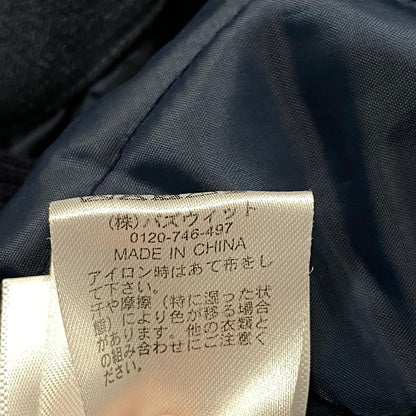 (株)バズウィット
0120-746-497
MADE IN CHINA
アイロン時はあて布をし
て下さい。
汗や摩擦(特に湿った状
態)により色が移る場合
があります。他の衣類と
の組み合わせにご注意く
ださい。